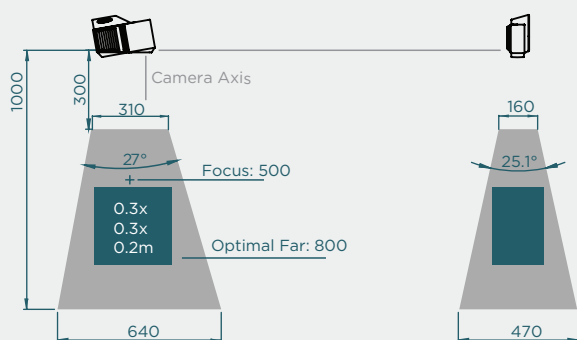 Camera Axis
1000
300
310
160
27°
25.1°
Focus: 500
0.3x
0.3x
0.2m
Optimal Far: 800
640
470